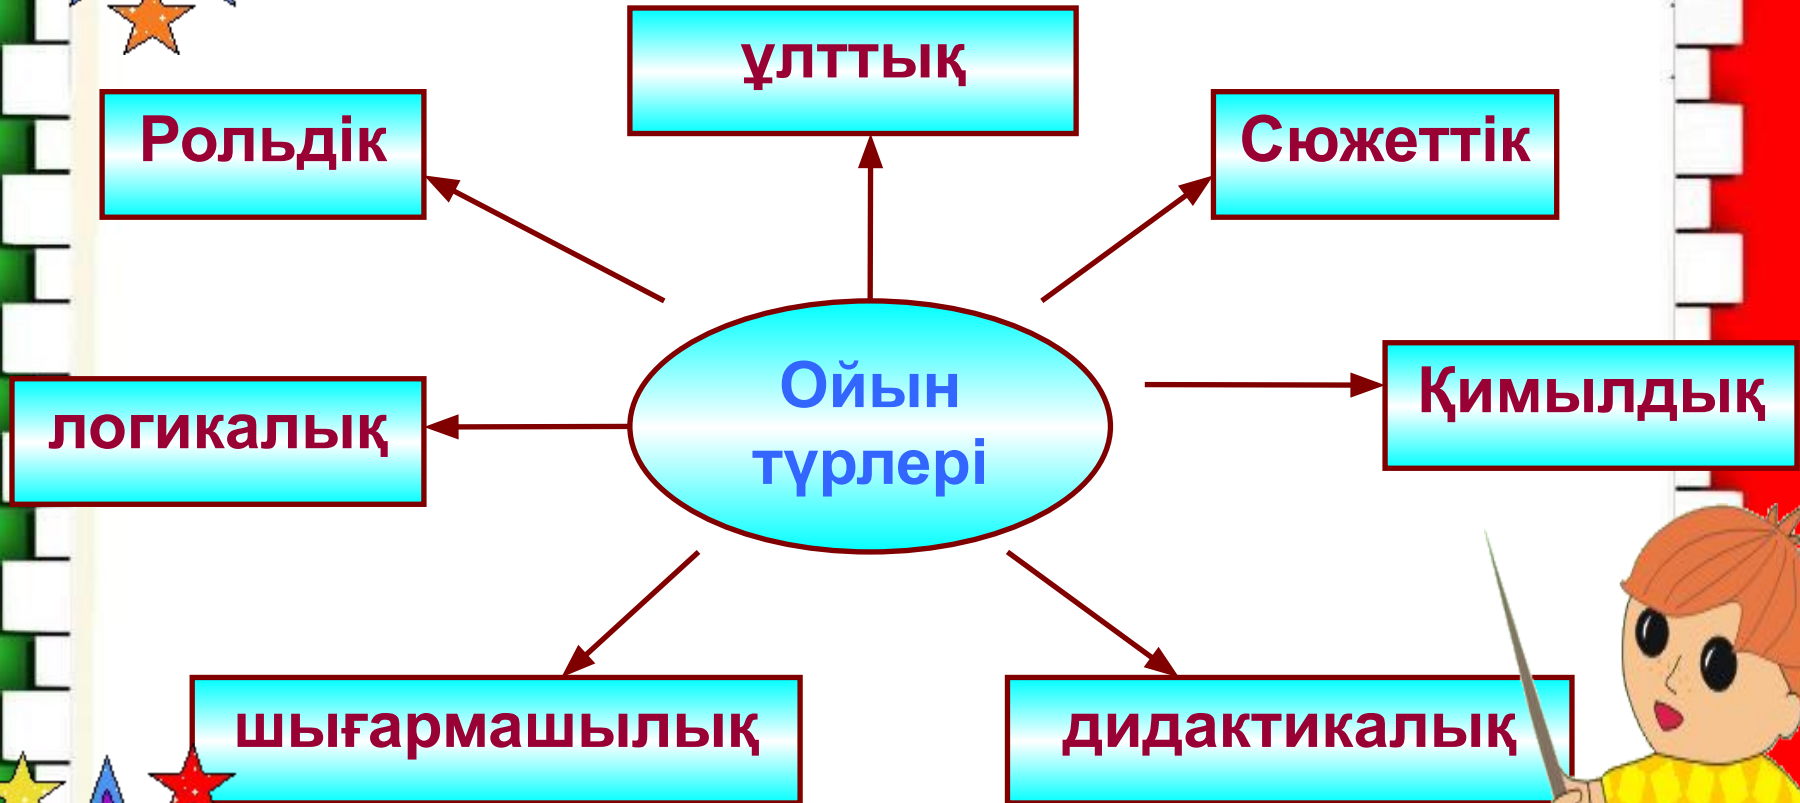 ұлттық
Рольдік
Сюжеттік
Ойын
түрлері
Қимылдық
логикалық
шығармашылық
дидактикалық